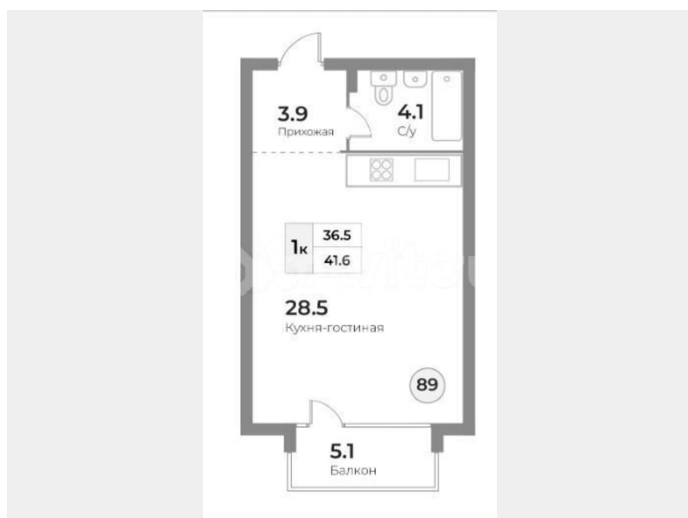 3.9
Прихожая
4.1
С/у
1к
36.5
41.6
28.5
Кухня-гостиная
89
5.1
Балкон